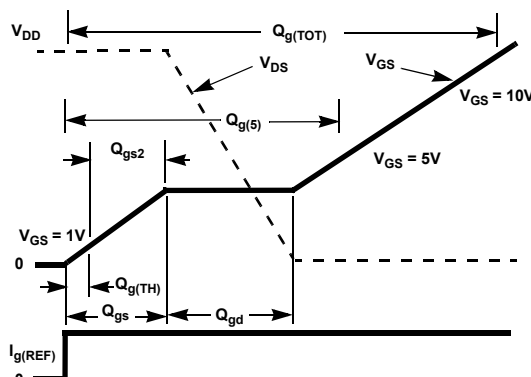 V_DD
Q_g(TOT)
V_DS
V_GS
V_GS = 10V
Q_g(5)
Q_gs2
V_GS = 5V
V_GS = 1V
0
Q_g(TH)
Q_gs
Q_gd
I_g(REF)
0